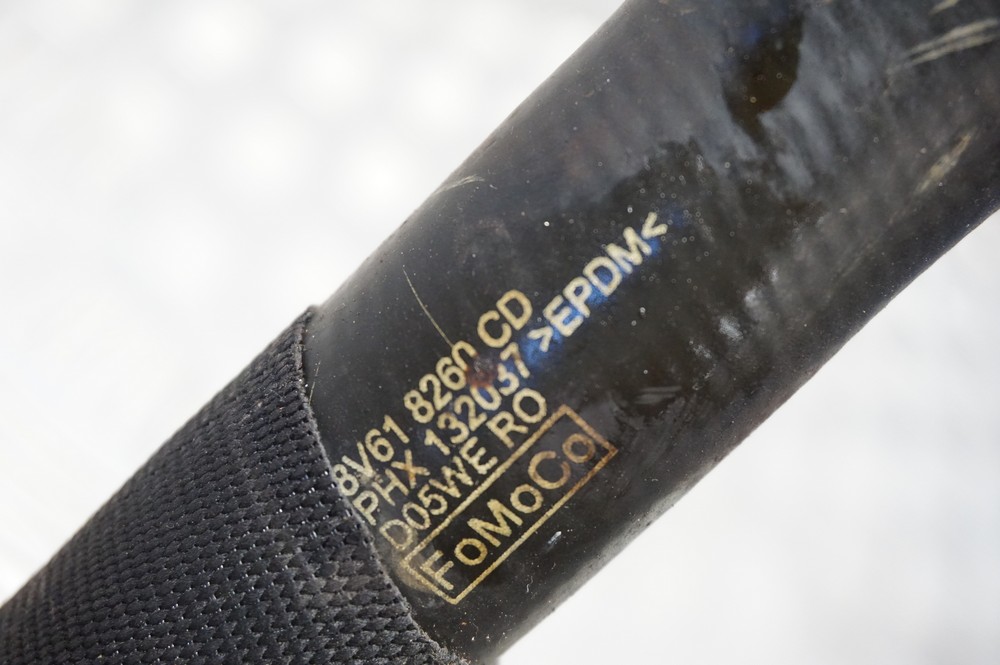 8V61 8260 CD
PHX 132037 >EPDM<
D05WE RO
FoMoCo